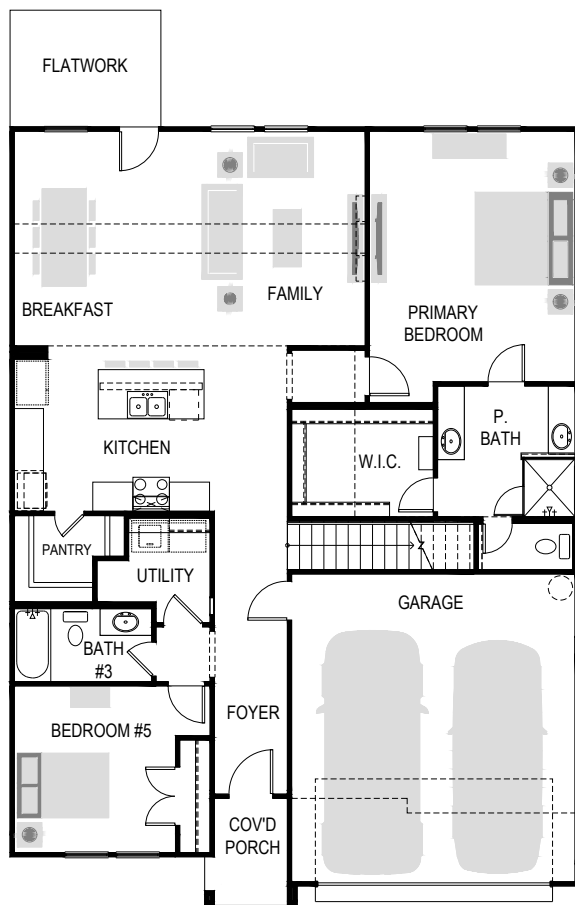 FLATWORK
FAMILY
BREAKFAST
PRIMARY
BEDROOM
P.
BATH
KITCHEN
W.I.C.
PANTRY
UTILITY
GARAGE
BATH
#3
FOYER
BEDROOM #5
COV'D
PORCH